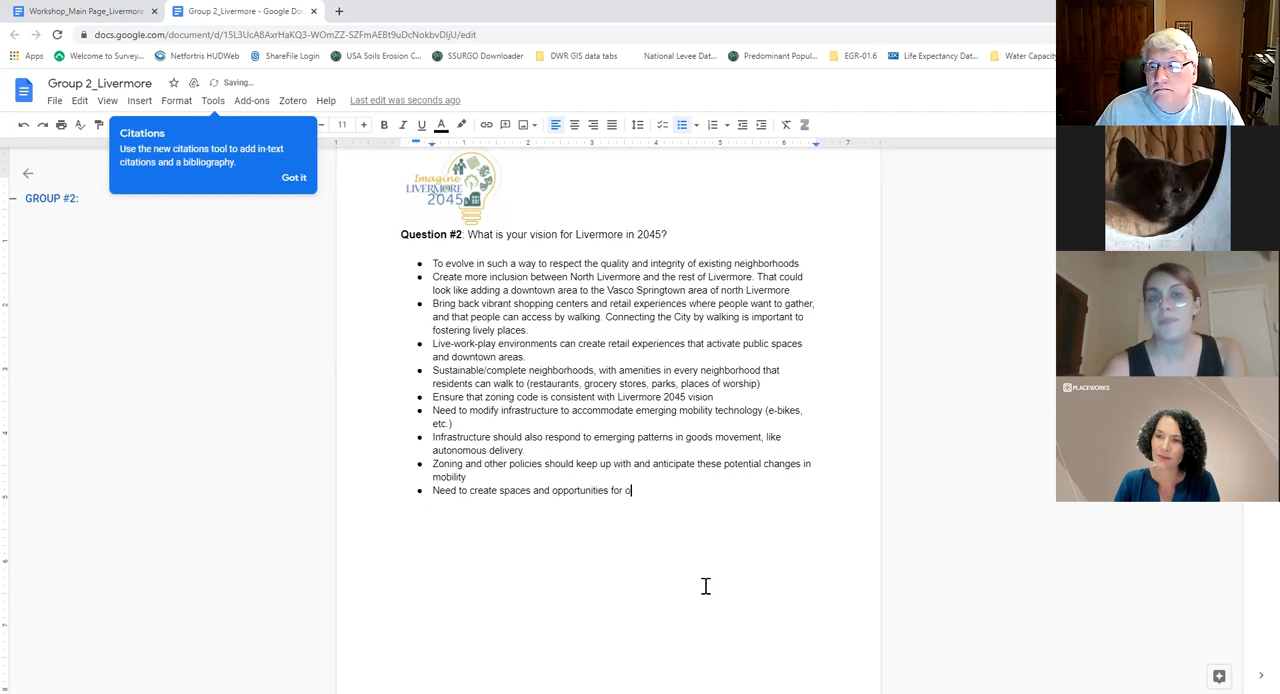 Workshop_Main Page_Livermore
Group 2_Livermore - Google Doc
docs.google.com/document/d/15L3UcA8AxrHaKQ3-WOmZZ-SZFmAEBt9uDcNokbvDIjU/edit
Apps Welcome to Survey... Netfortris HUDWeb ShareFile Login USA Soils Erosion C... SSURGO Downloader DWR GIS data tabs National Levee Dat... Predominant Popul... EGR-01.6 Life Expectancy Dat... Water Capacity
Group 2_Livermore Saving...
File Edit View Insert Format Tools Add-ons Zotero Help Last edit was seconds ago
11 B I U A Z
1 1 2 3 4 5 6 7
Citations
Use the new citations tool to add in-text
citations and a bibliography.
Got it
GROUP #2:
Imagine
LIVERMORE
2045
Question #2: What is your vision for Livermore in 2045?
● To evolve in such a way to respect the quality and integrity of existing neighborhoods
● Create more inclusion between North Livermore and the rest of Livermore. That could
look like adding a downtown area to the Vasco Springtown area of north Livermore
● Bring back vibrant shopping centers and retail experiences where people want to gather,
and that people can access by walking. Connecting the City by walking is important to
fostering lively places.
● Live-work-play environments can create retail experiences that activate public spaces
and downtown areas.
● Sustainable/complete neighborhoods, with amenities in every neighborhood that
residents can walk to (restaurants, grocery stores, parks, places of worship)
● Ensure that zoning code is consistent with Livermore 2045 vision
● Need to modify infrastructure to accommodate emerging mobility technology (e-bikes,
etc.)
● Infrastructure should also respond to emerging patterns in goods movement, like
autonomous delivery.
● Zoning and other policies should keep up with and anticipate these potential changes in
mobility
● Need to create spaces and opportunities for o
PLACEWORKS